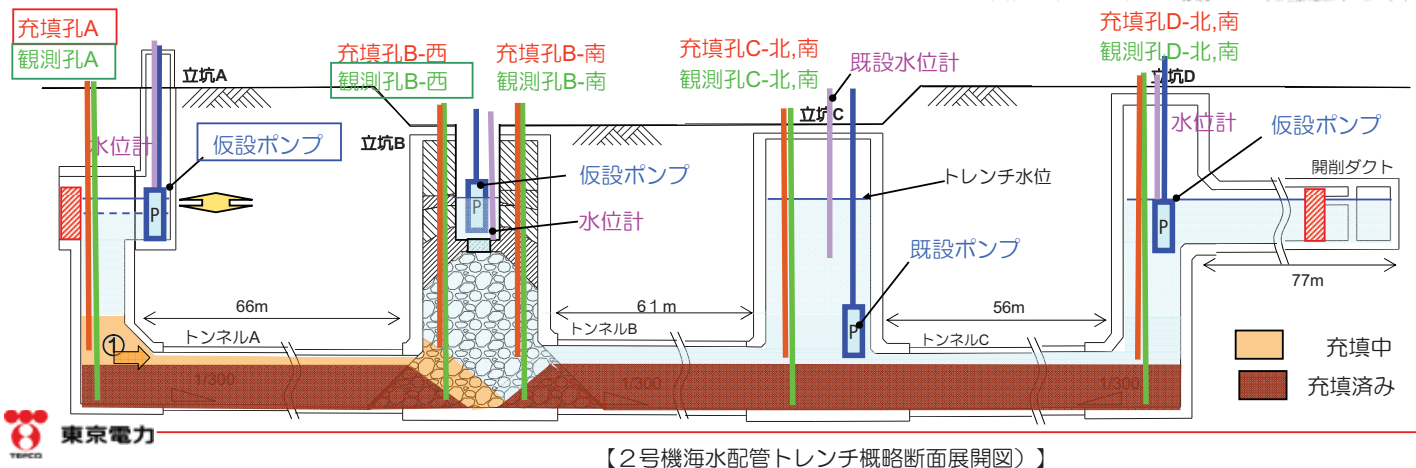 充填孔A
観測孔A
立坑A
水位計
仮設ポンプ
P
充填孔B-西
観測孔B-西
立坑B
充填孔B-南
観測孔B-南
仮設ポンプ
P
水位計
充填孔C-北,南
観測孔C-北,南
既設水位計
立坑C
トレンチ水位
既設ポンプ
P
充填孔D-北,南
観測孔D-北,南
立坑D
水位計
仮設ポンプ
P
開削ダクト
66m
61m
56m
77m
①
トンネルA
トンネルB
トンネルC
1/300
1/300
1/300
充填中
充填済み
TEPCO
東京電力
【2号機海水配管トレンチ概略断面展開図)】